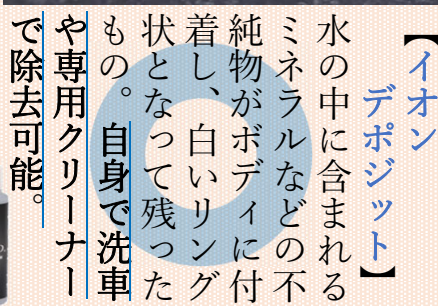 【イオン
デポジット】
水の中に含まれる
ミネラルなどの不
純物がボディに付
着し、白いリング
状となって残った
もの。自身で洗車
や専用クリーナー
で除去可能。